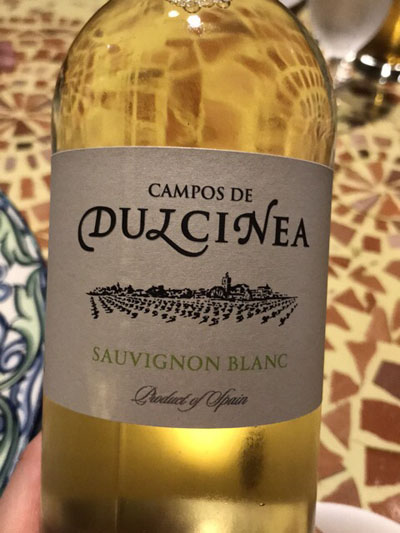 CAMPOS DE
DULCINEA
SAUVIGNON BLANC
Product of Spain